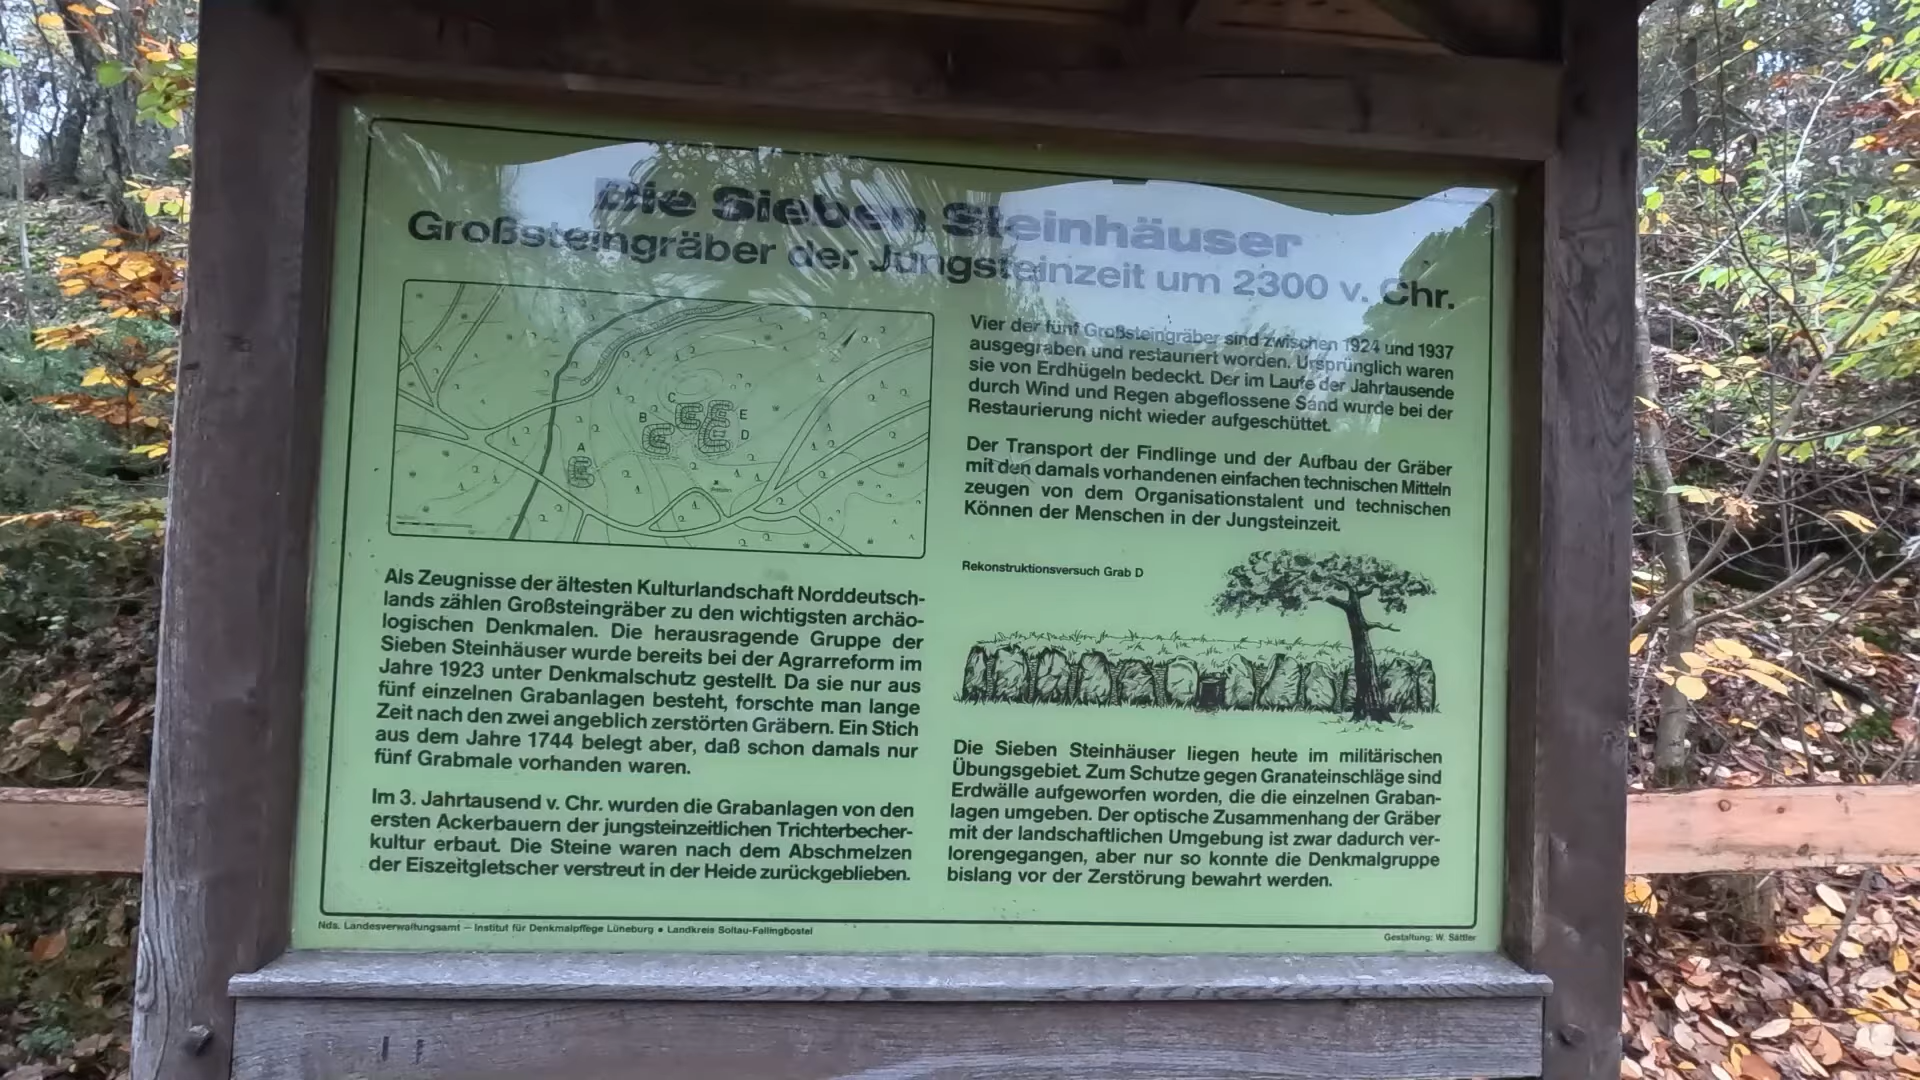 Die Sieben Steinhäuser
Großsteingräber der Jungsteinzeit um 2300 v. Chr.
A
B
C
E
D
Als Zeugnisse der ältesten Kulturlandschaft Norddeutsch-
lands zählen Großsteingräber zu den wichtigsten archäo-
logischen Denkmalen. Die herausragende Gruppe der
Sieben Steinhäuser wurde bereits bei der Agrarreform im
Jahre 1923 unter Denkmalschutz gestellt. Da sie nur aus
fünf einzelnen Grabanlagen besteht, forschte man lange
Zeit nach den zwei angeblich zerstörten Gräbern. Ein Stich
aus dem Jahre 1744 belegt aber, daß schon damals nur
fünf Grabmale vorhanden waren.
Im 3. Jahrtausend v. Chr. wurden die Grabanlagen von den
ersten Ackerbauern der jungsteinzeitlichen Trichterbecher-
kultur erbaut. Die Steine waren nach dem Abschmelzen
der Eiszeitgletscher verstreut in der Heide zurückgeblieben.
Vier der fünf Großsteingräber sind zwischen 1924 und 1937
ausgegraben und restauriert worden. Ursprünglich waren
sie von Erdhügeln bedeckt. Der im Laufe der Jahrtausende
durch Wind und Regen abgeflossene Sand wurde bei der
Restaurierung nicht wieder aufgeschüttet.
Der Transport der Findlinge und der Aufbau der Gräber
mit den damals vorhandenen einfachen technischen Mitteln
zeugen von dem Organisationstalent und technischen
Können der Menschen in der Jungsteinzeit.
Rekonstruktionsversuch Grab D
Die Sieben Steinhäuser liegen heute im militärischen
Übungsgebiet. Zum Schutze gegen Granateinschläge sind
Erdwälle aufgeworfen worden, die die einzelnen Graban-
lagen umgeben. Der optische Zusammenhang der Gräber
mit der landschaftlichen Umgebung ist zwar dadurch ver-
lorengegangen, aber nur so konnte die Denkmalgruppe
bislang vor der Zerstörung bewahrt werden.
Nds. Landesverwaltungsamt – Institut für Denkmalpflege Lüneburg • Landkreis Soltau-Fallingbostel
Gestaltung: W. Sättler